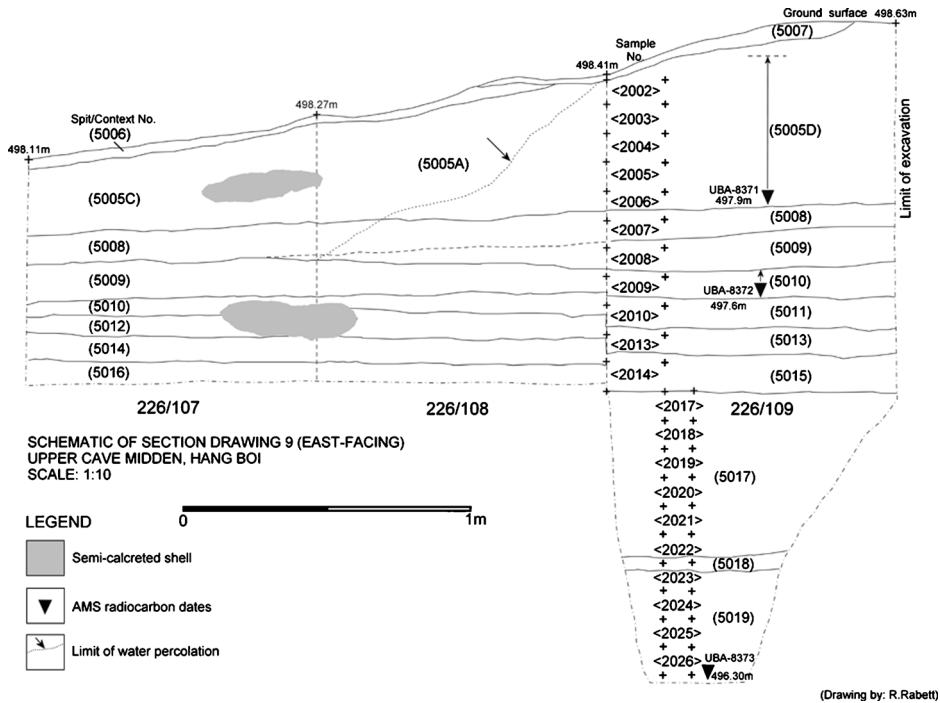 Ground surface 498.63m
(5007)
Sample
No.
498.41m
<2002>
498.27m
<2003>
Spit/Context No.
(5006)
(5005D)
498.11m
<2004>
(5005A)
<2005>
(5005C)
<2006>
UBA-8371
497.9m
Limit of excavation
(5008)
<2007>
(5008)
<2008>
(5009)
(5009)
<2009>
(5010)
UBA-8372
497.6m
(5010)
<2010>
(5011)
(5012)
<2013>
(5013)
(5014)
<2014>
(5015)
(5016)
226/107
226/108
<2017>
226/109
<2018>
SCHEMATIC OF SECTION DRAWING 9 (EAST-FACING)
UPPER CAVE MIDDEN, HANG BOI
SCALE: 1:10
<2019>
(5017)
<2020>
0
1m
LEGEND
<2021>
Semi-calcreted shell
<2022>
(5018)
<2023>
AMS radiocarbon dates
<2024>
(5019)
<2025>
Limit of water percolation
<2026>
UBA-8373
496.30m
(Drawing by: R.Rabett)